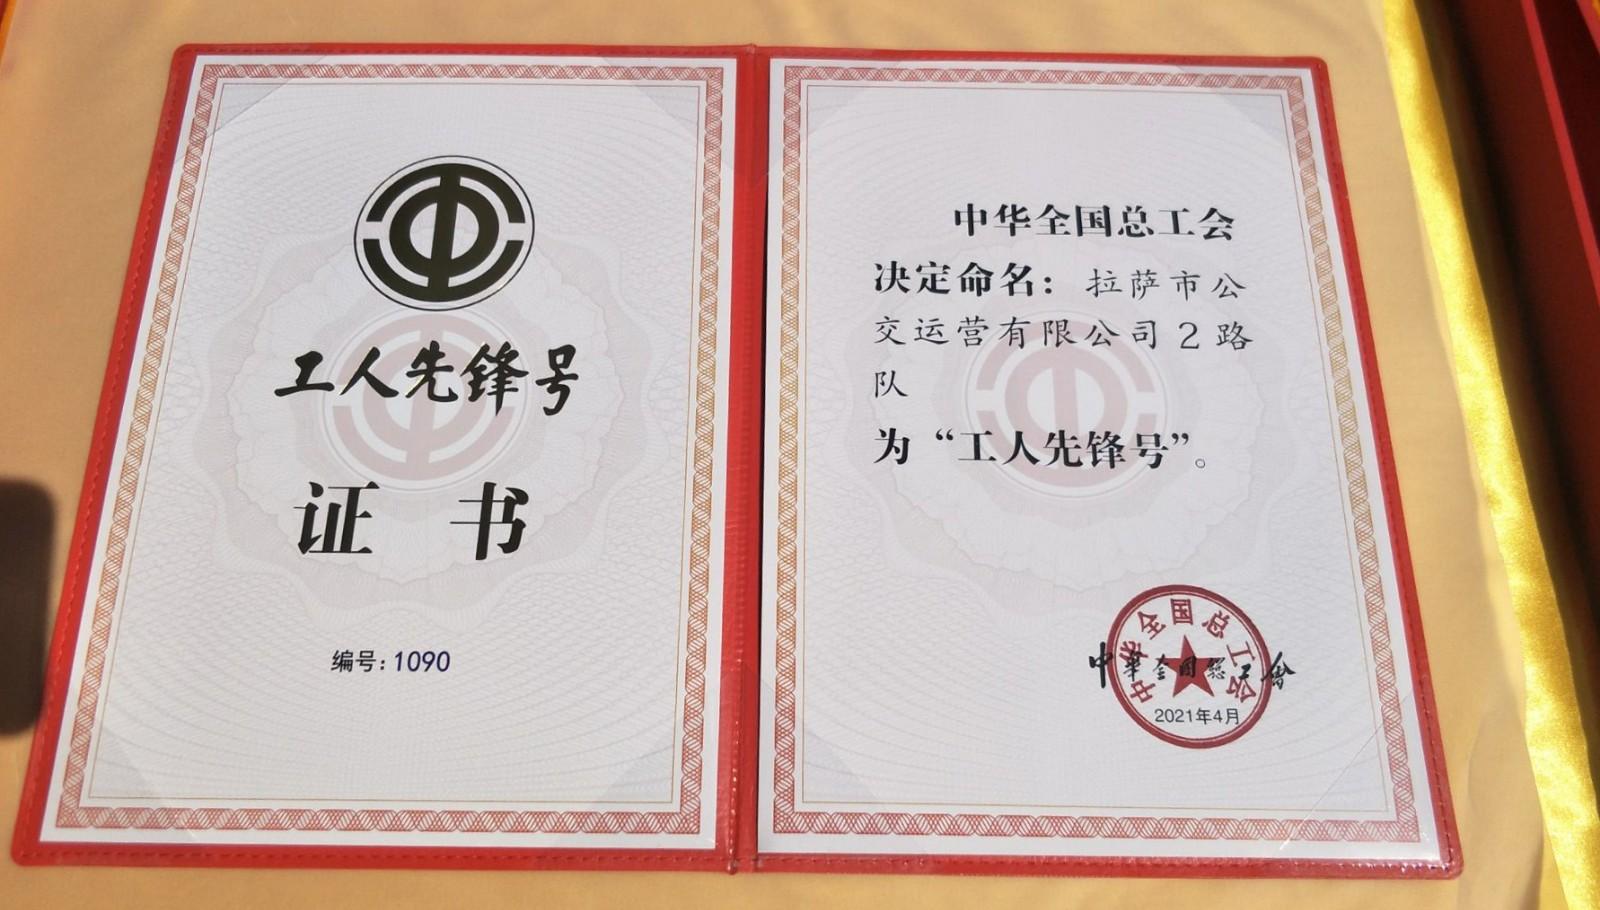 工人先锋号
证书
编号：1090
中华全国总工会
决定命名：拉萨市公
交运营有限公司2路
队
为“工人先锋号”。
中华全国总工会
中华全国総工會
2021年4月